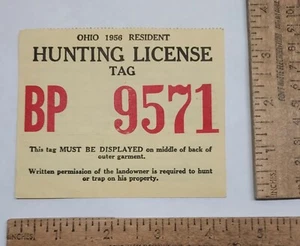 OHIO 1956 RESIDENT
HUNTING LICENSE
TAG
BP 9571
This tag MUST BE DISPLAYED on middle of back of
outer garment.
Written permission of the landowner is required to hunt
or trap on his property.